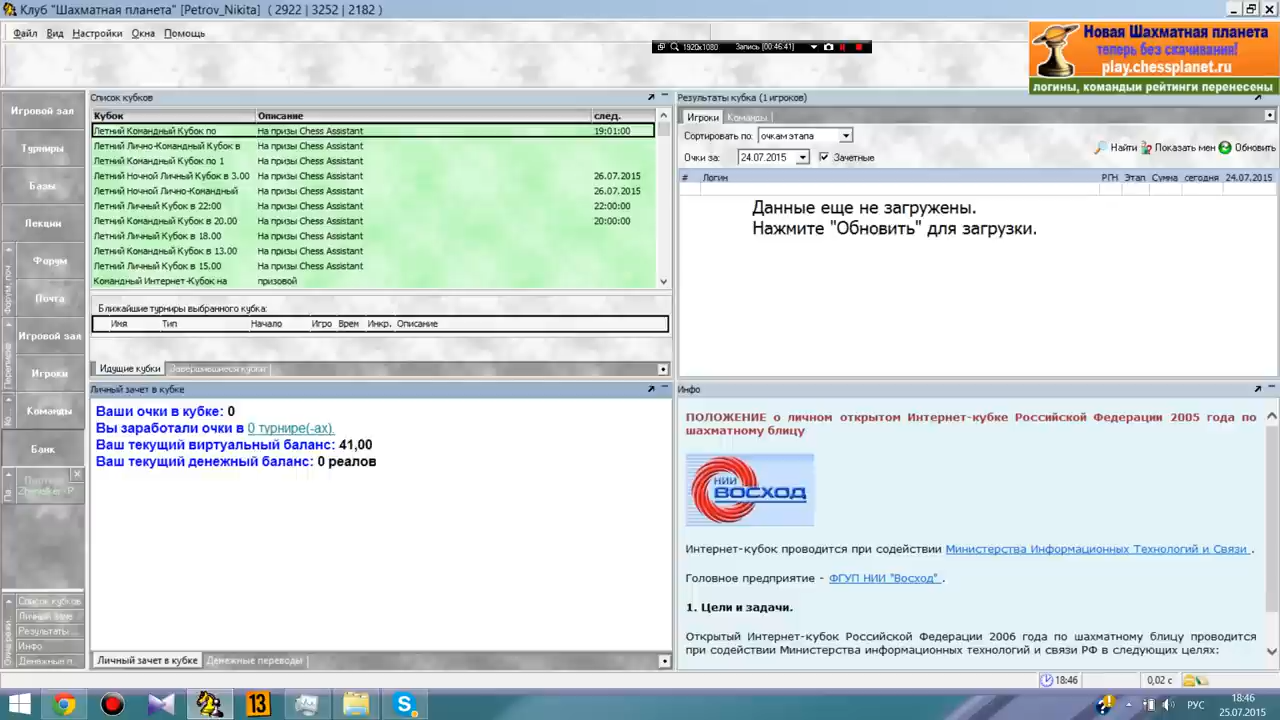 Клуб "Шахматная планета" [Petrov_Nikita] ( 2922 | 3252 | 2182 )
Файл Вид Настройки Окна Помощь
1920x1080 Запись [00:46:41]
Новая Шахматная планета
теперь без скачивания!
play.chessplanet.ru
логины, команды и рейтинги перенесены
Игровой зал
Турниры
Базы
Лекции
Форум
Почта
Игровой зал
Игроки
Команды
Банк
Список кубков
Личный заче
Результаты...
Инфо
Денежные п...
Список кубков
Кубок Описание след.
Летний Командный Кубок по На призы Chess Assistant 19:01:00
Летний Лично-Командный Кубок в На призы Chess Assistant
Летний Командный Кубок по 1 На призы Chess Assistant
Летний Ночной Личный Кубок в 3.00 На призы Chess Assistant 26.07.2015
Летний Ночной Лично-Командный На призы Chess Assistant 26.07.2015
Летний Личный Кубок в 22:00 На призы Chess Assistant 22:00:00
Летний Командный Кубок в 20.00 На призы Chess Assistant 20:00:00
Летний Личный Кубок в 18.00 На призы Chess Assistant
Летний Командный Кубок в 13.00 На призы Chess Assistant
Летний Личный Кубок в 15.00 На призы Chess Assistant
Командный Интернет-Кубок на призовой
Ближайшие турниры выбранного кубка:
Имя Тип Начало Игро Врем Инкр. Описание
Идущие кубки Завершившиеся кубки
Результаты кубка (1 игроков)
Игроки Команды
Сортировать по: очкам этапа
Найти Показать мен Обновить
Очки за: 24.07.2015 Зачетные
# Логин РГН Этап Сумма сегодня 24.07.2015
Данные еще не загружены.
Нажмите "Обновить" для загрузки.
Личный зачет в кубке
Ваши очки в кубке: 0
Вы заработали очки в 0 турнире(-ах).
Ваш текущий виртуальный баланс: 41,00
Ваш текущий денежный баланс: 0 реалов
Личный зачет в кубке Денежные переводы
Инфо
ПОЛОЖЕНИЕ о личном открытом Интернет-кубке Российской Федерации 2005 года по
шахматному блицу
НИИ
ВОСХОД
Интернет-кубок проводится при содействии Министерства Информационных Технологий и Связи .
Головное предприятие - ФГУП НИИ "Восход" .
1. Цели и задачи.
Открытый Интернет-кубок Российской Федерации 2006 года по шахматному блицу проводится
при содействии Министерства информационных технологий и связи РФ в следующих целях:
18:46 0,02 с
13
РУС
18:46
25.07.2015